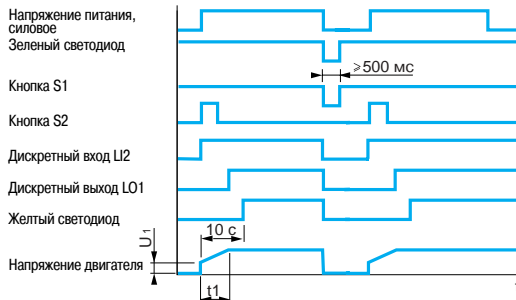 Напряжение питания,
силовое
Зеленый светодиод
≥500 мс
Кнопка S1
Кнопка S2
Дискретный вход LI2
Дискретный выход LO1
Желтый светодиод
10 с
U1
Напряжение двигателя
t1